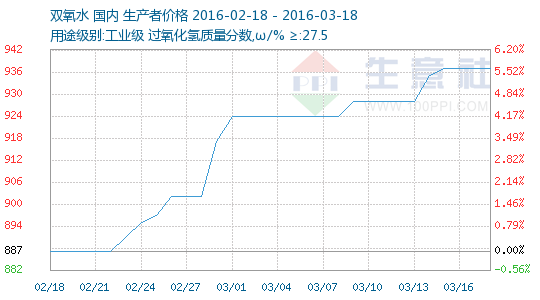 双氧水 国内 生产者价格 2016-02-18 - 2016-03-18
用途级别:工业级 过氧化氢质量分数,ω/% ≥:27.5
942 6.20%
936 5.52%
930 4.84%
924 4.17%
918 3.49%
912 2.82%
906 2.14%
900 1.46%
894 0.79%
887 0.00%
882 -0.56%
02/18 02/21 02/24 02/27 03/01 03/04 03/07 03/10 03/13 03/16
PPI 生意社
WWW.100PPI.COM